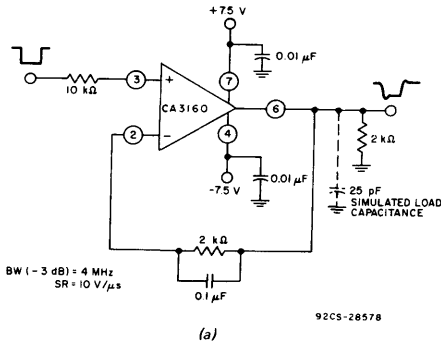 +7.5 V
0.01 µF
7
10 kΩ
3
+
CA3160
6
2
−
4
2 kΩ
0.01 µF
-7.5 V
25 pF
SIMULATED LOAD
CAPACITANCE
2 kΩ
0.1 µF
BW (-3 dB) = 4 MHz
SR = 10 V/µs
92CS-28578
(a)